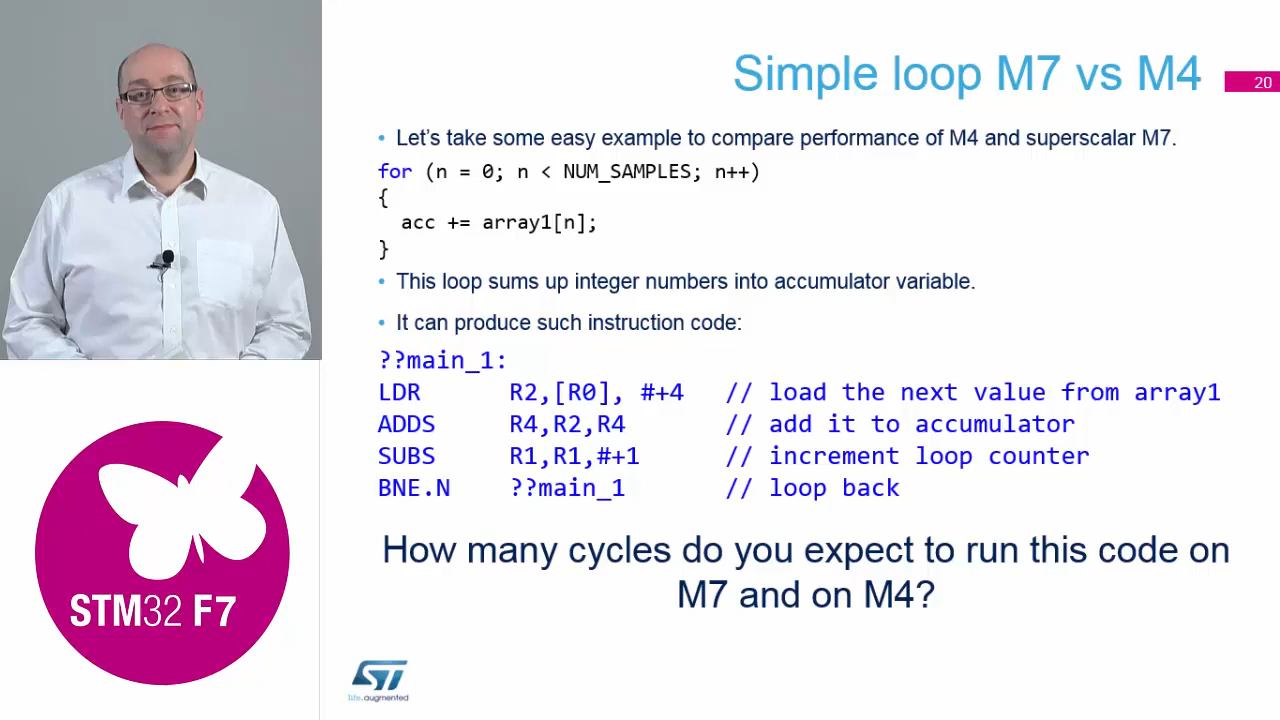 Simple loop M7 vs M4
20
• Let's take some easy example to compare performance of M4 and superscalar M7.
for (n = 0; n < NUM_SAMPLES; n++)
{
acc += array1[n];
}
• This loop sums up integer numbers into accumulator variable.
• It can produce such instruction code:
??main_1:
LDR R2,[R0], #+4 // load the next value from array1
ADDS R4,R2,R4 // add it to accumulator
SUBS R1,R1,#+1 // increment loop counter
BNE.N ??main_1 // loop back
How many cycles do you expect to run this code on
M7 and on M4?
STM32 F7
ST
life.augmented